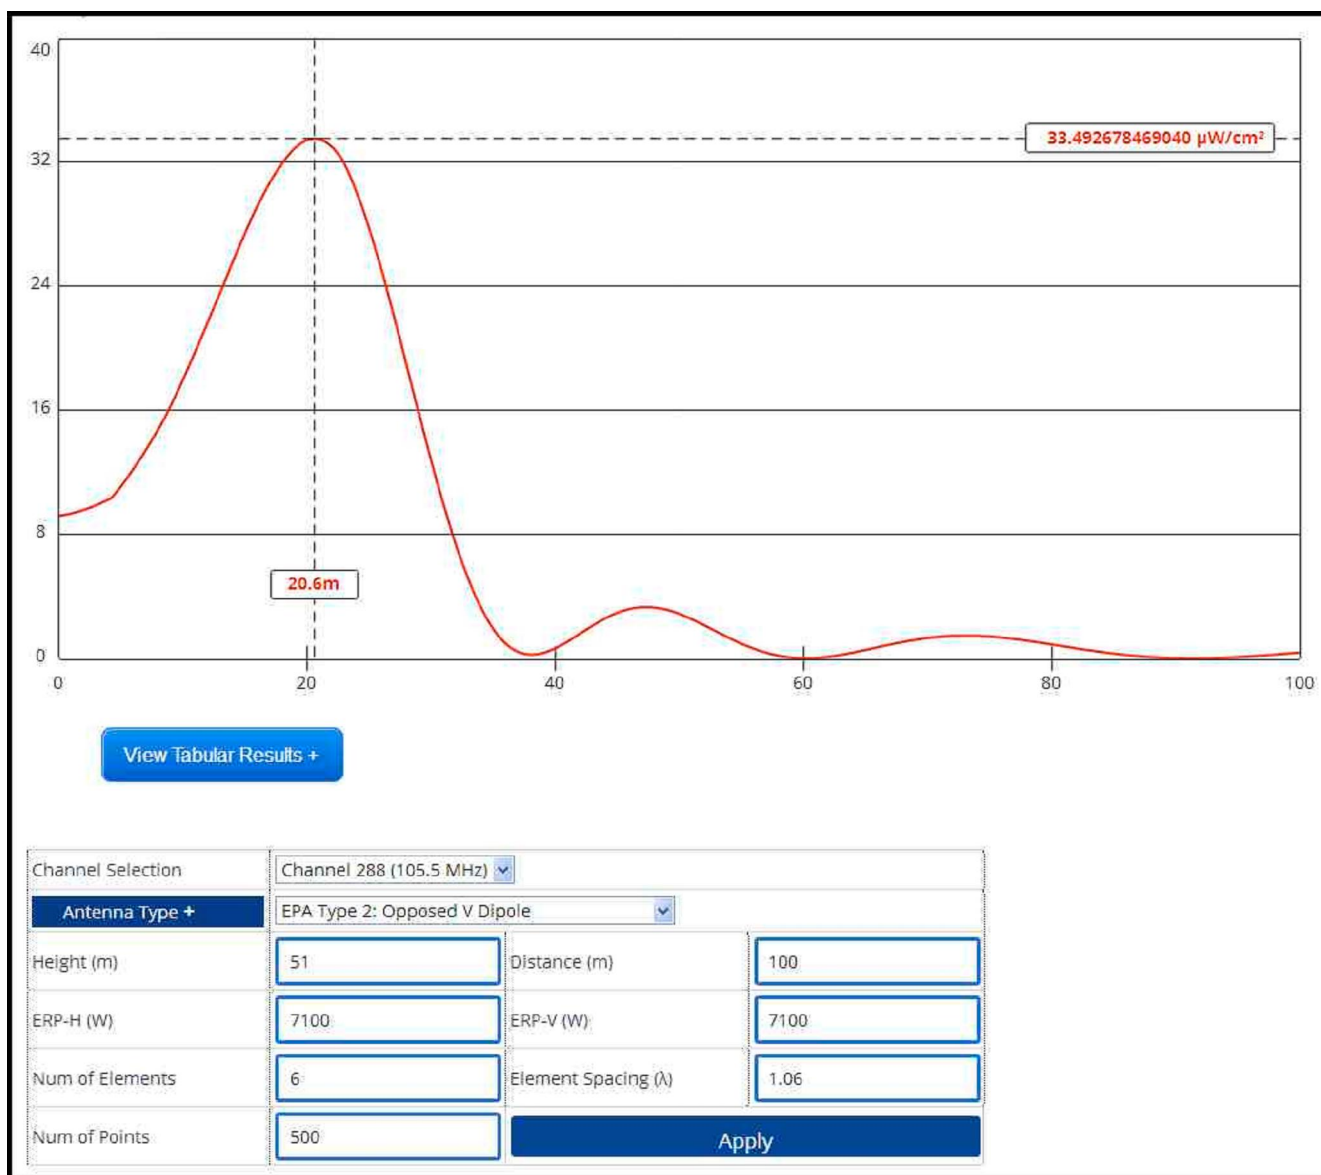 40
33.492678469040 µW/cm²
32
24
16
8
20.6m
0
0 20 40 60 80 100
View Tabular Results +
Channel Selection Channel 288 (105.5 MHz)
Antenna Type + EPA Type 2: Opposed V Dipole
Height (m) 51 Distance (m) 100
ERP-H (W) 7100 ERP-V (W) 7100
Num of Elements 6 Element Spacing (λ) 1.06
Num of Points 500 Apply